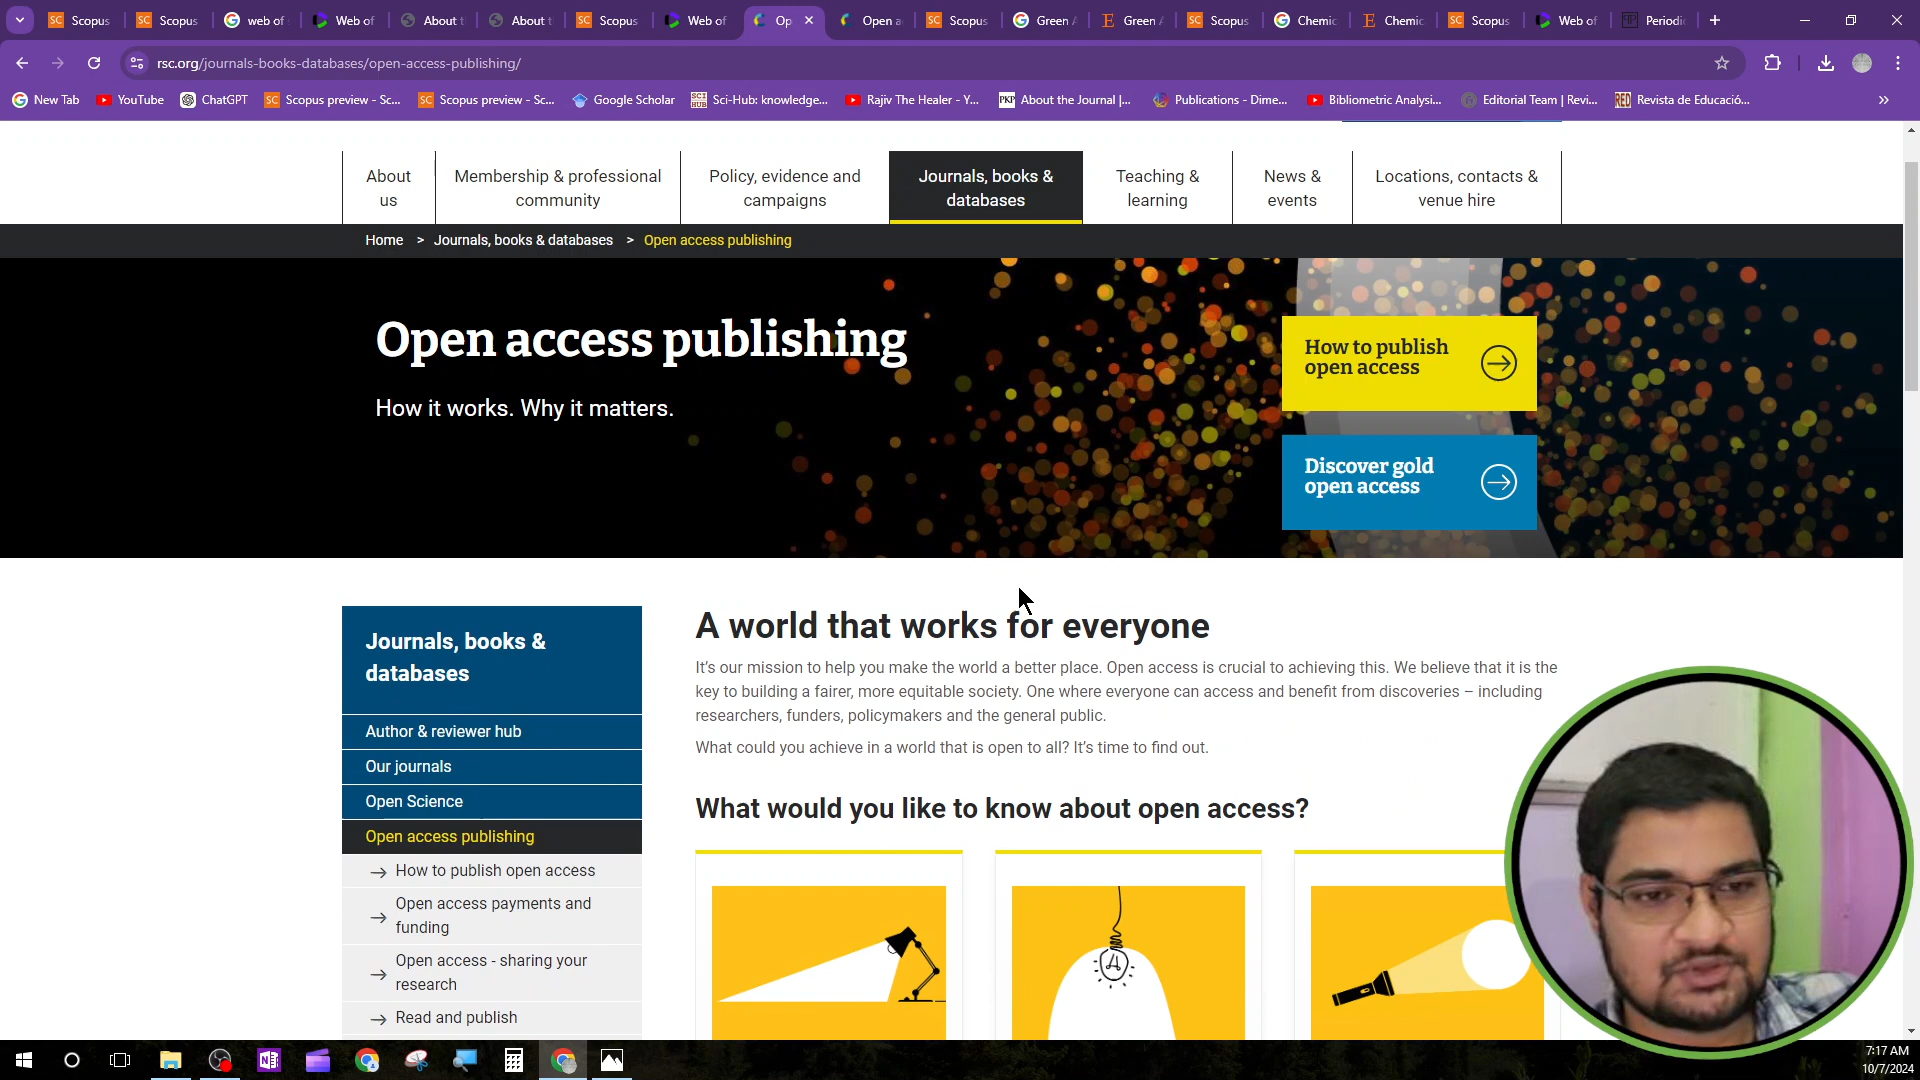 Scopus
Scopus
web of
Web of
About t
About t
Scopus
Web of
Op
Open a
Scopus
Green A
Green A
Scopus
Chemic
Chemic
Scopus
Web of
Periodi
rsc.org/journals-books-databases/open-access-publishing/
New Tab
YouTube
ChatGPT
Scopus preview - Sc...
Scopus preview - Sc...
Google Scholar
Sci-Hub: knowledge...
Rajiv The Healer - Y...
About the Journal |...
Publications - Dime...
Bibliometric Analysi...
Editorial Team | Revi...
Revista de Educació...
About us
Membership & professional community
Policy, evidence and campaigns
Journals, books & databases
Teaching & learning
News & events
Locations, contacts & venue hire
Home > Journals, books & databases > Open access publishing
Open access publishing
How it works. Why it matters.
How to publish
open access
Discover gold
open access
Journals, books &
databases
Author & reviewer hub
Our journals
Open Science
Open access publishing
How to publish open access
Open access payments and
funding
Open access - sharing your
research
Read and publish
A world that works for everyone
It's our mission to help you make the world a better place. Open access is crucial to achieving this. We believe that it is the
key to building a fairer, more equitable society. One where everyone can access and benefit from discoveries – including
researchers, funders, policymakers and the general public.
What could you achieve in a world that is open to all? It's time to find out.
What would you like to know about open access?
7:17 AM
10/7/2024